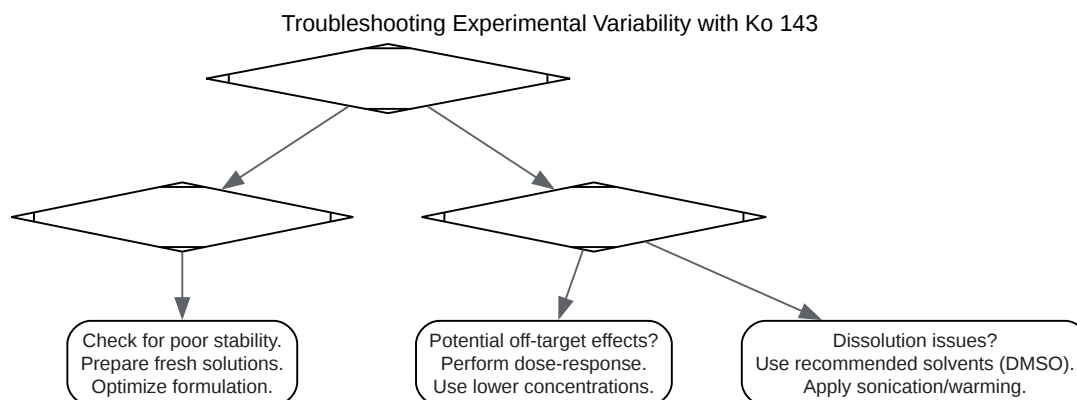 Troubleshooting Experimental Variability with Ko 143
Check for poor stability.
Prepare fresh solutions.
Optimize formulation.
Potential off-target effects?
Perform dose-response.
Use lower concentrations.
Dissolution issues?
Use recommended solvents (DMSO).
Apply sonication/warming.